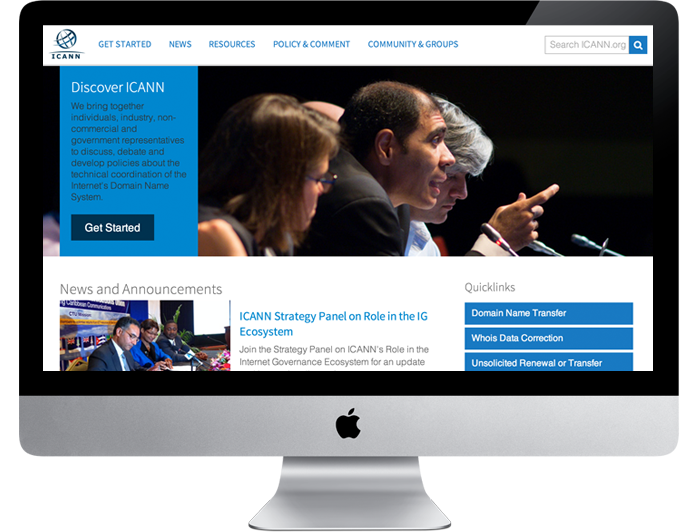 ICANN
GET STARTED NEWS RESOURCES POLICY & COMMENT COMMUNITY & GROUPS
Search ICANN.org
Discover ICANN
We bring together
individuals, industry, non-
commercial and
government representatives
to discuss, debate and
develop policies about the
technical coordination of the
Internet's Domain Name
System.
Get Started
News and Announcements
Caribbean Communications
CTU
ICANN Strategy Panel on Role in the IG
Ecosystem
Join the Strategy Panel on ICANN's Role in the
Internet Governance Ecosystem for an update
Quicklinks
Domain Name Transfer
Whois Data Correction
Unsolicited Renewal or Transfer